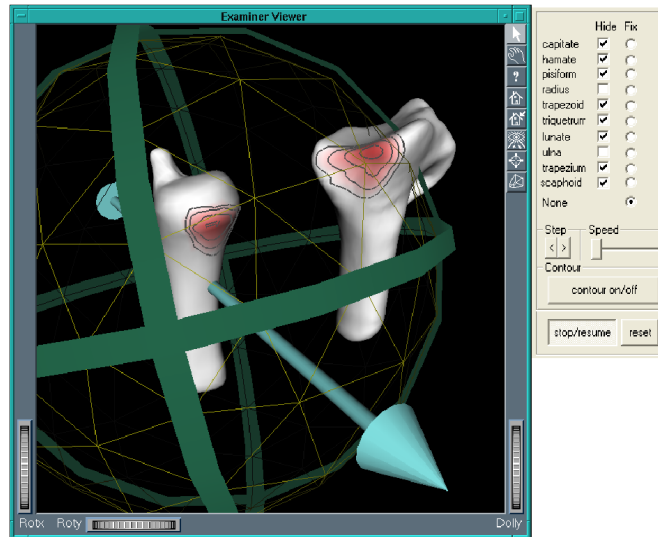 Examiner Viewer
?
Rotx Roty
Dolly
Hide Fix
capitate
hamate
pisiform
radius
trapezoid
triquetrum
lunate
ulna
trapezium
scaphoid
None
Step Speed
< >
Contour
contour on/off
stop/resume reset